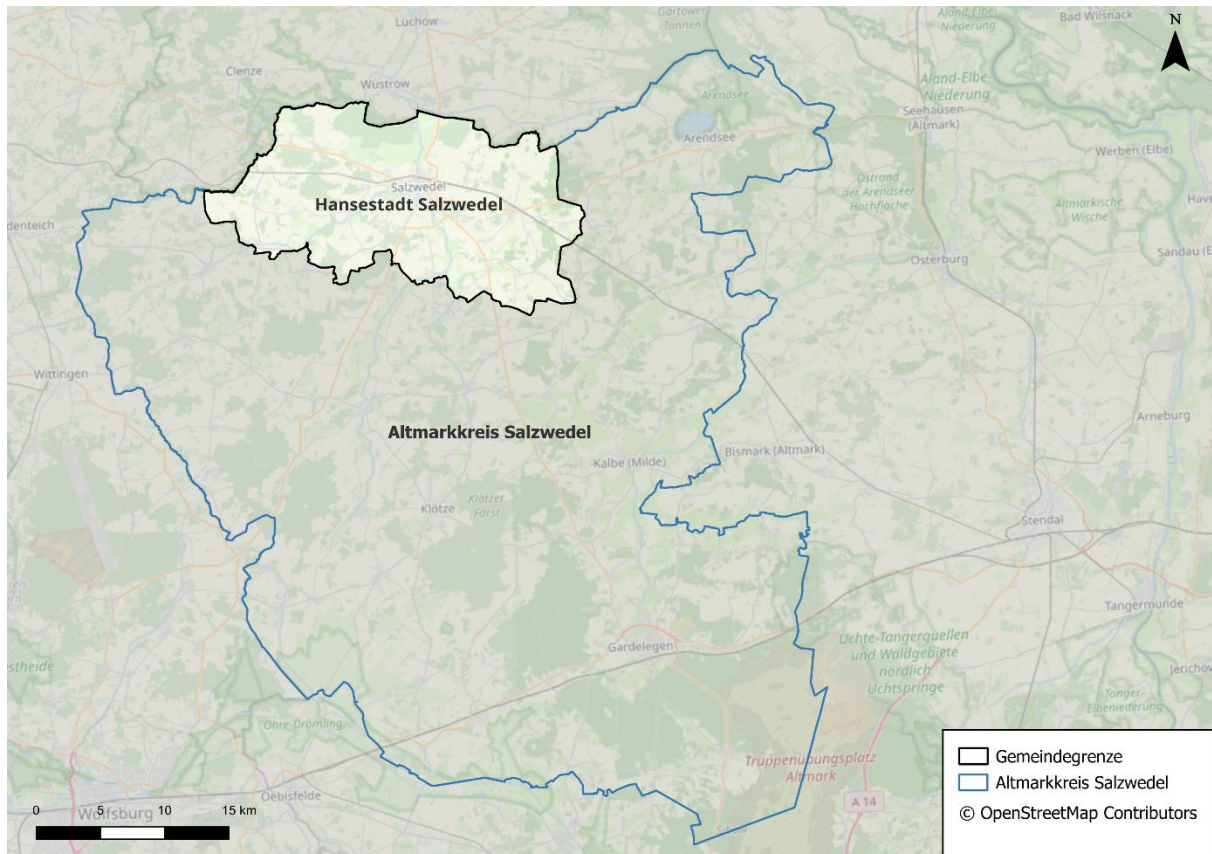 Lüchow
Gartower
Tannen
Aland-Elbe-
Niederung
Bad Wilsnack
N
Clenze
Wustrow
Aland-Elbe-
Niederung
Arendsee
Seehausen
(Altmark)
Arendsee
Werben (Elbe)
Ostrand
der Arendseer
Hochfläche
Salzwedel
Hansestadt Salzwedel
Altmärkische
Wische
Sandau (E
Osterburg
Wittingen
Arneburg
Altmarkkreis Salzwedel
Bismark (Altmark)
Kalbe (Milde)
Klötze
Klötzer
Forst
Stendal
Tangermünde
Gardelegen
Uchte-Tangerquellen
und Waldgebiete
nördlich
Uchtspringe
Jerichow
Tanger-
Elbeniederung
Ohre-Drömling
Truppenübungsplatz
Altmark
A 14
Oebisfelde
Wolfsburg
0 5 10 15 km
Gemeindegrenze
Altmarkkreis Salzwedel
© OpenStreetMap Contributors